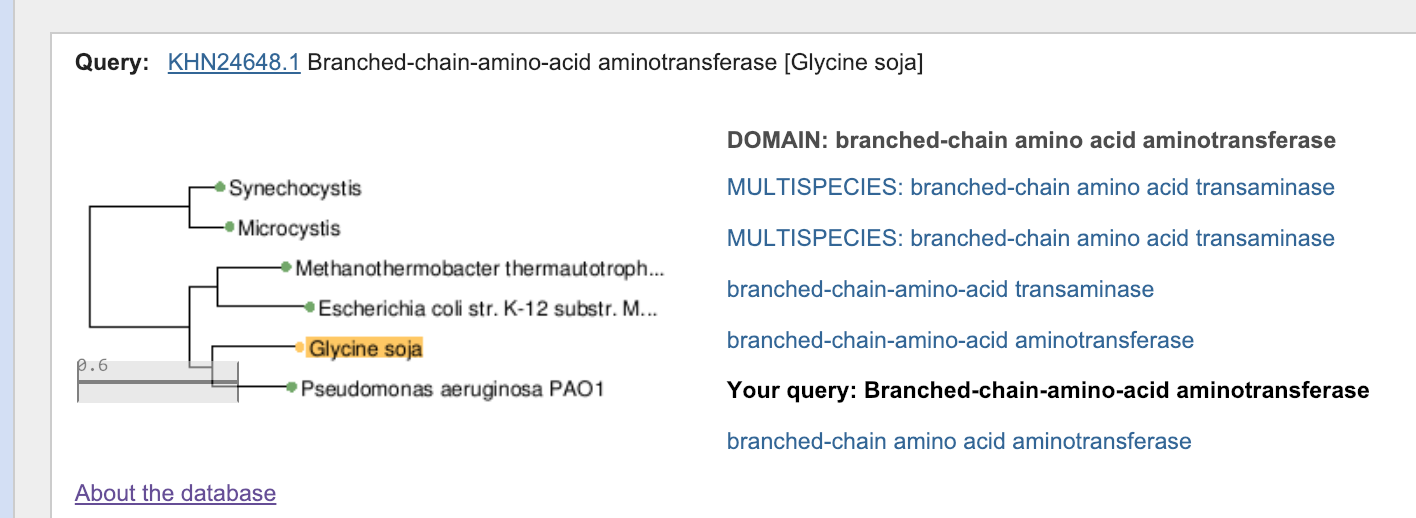 Query: KHN24648.1 Branched-chain-amino-acid aminotransferase [Glycine soja]
DOMAIN: branched-chain amino acid aminotransferase
Synechocystis MULTISPECIES: branched-chain amino acid transaminase
Microcystis MULTISPECIES: branched-chain amino acid transaminase
Methanothermobacter thermautotroph... branched-chain-amino-acid transaminase
Escherichia coli str. K-12 substr. M... branched-chain-amino-acid aminotransferase
Glycine soja Your query: Branched-chain-amino-acid aminotransferase
0.6
Pseudomonas aeruginosa PAO1 branched-chain amino acid aminotransferase
About the database